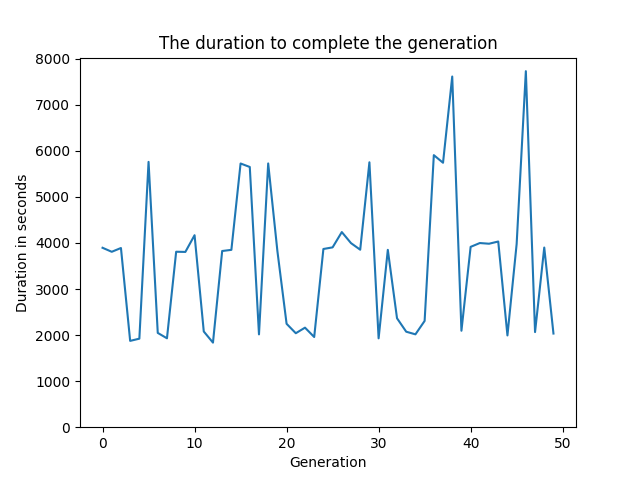 The duration to complete the generation
8000
7000
6000
5000
4000
3000
2000
1000
0
Duration in seconds
0 10 20 30 40 50
Generation